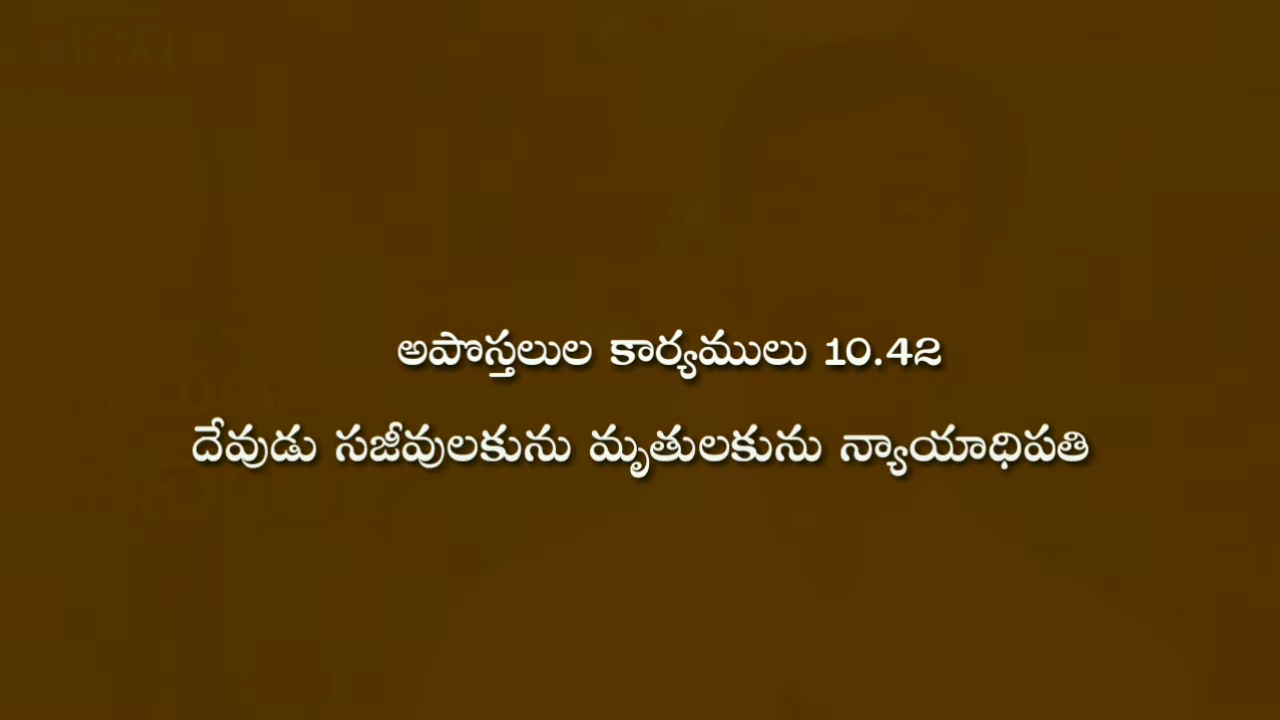 అపొస్తలుల కార్యములు 10.42
దేవుడు సజీవులకును మృతులకును న్యాయాధిపతి